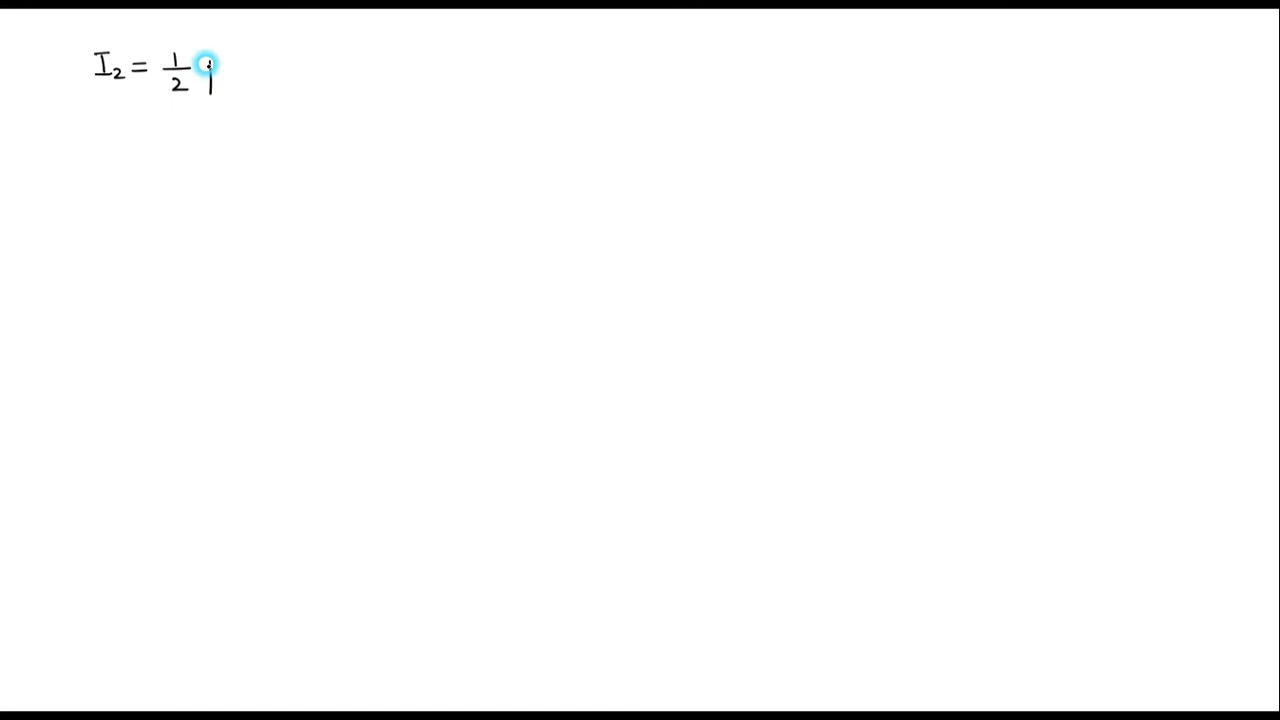 I₂ = 1/2